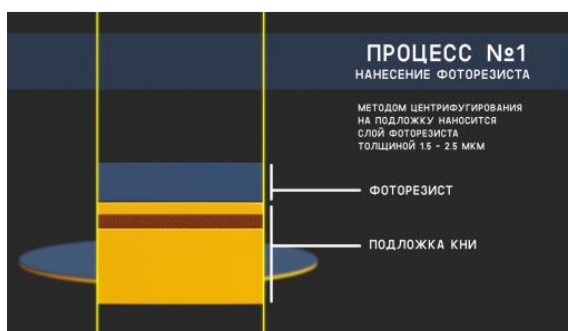 ПРОЦЕСС №1
НАНЕСЕНИЕ ФОТОРЕЗИСТА
МЕТОДОМ ЦЕНТРИФУГИРОВАНИЯ
НА ПОДЛОЖКУ НАНОСИТСЯ
СЛОЙ ФОТОРЕЗИСТА
ТОЛЩИНОЙ 1.5 - 2.5 МКМ
ФОТОРЕЗИСТ
ПОДЛОЖКА КНИ